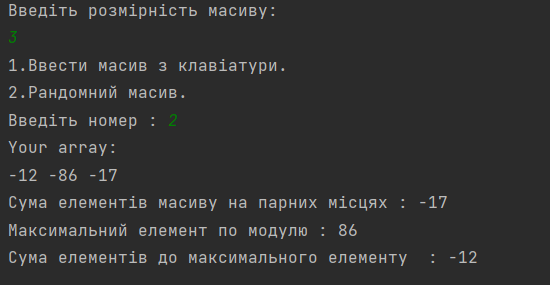 Введіть розмірність масиву:
3
1.Ввести масив з клавіатури.
2.Рандомний масив.
Введіть номер : 2
Your array:
-12 -86 -17
Сума елементів масиву на парних місцях : -17
Максимальний елемент по модулю : 86
Сума елементів до максимального елементу  : -12